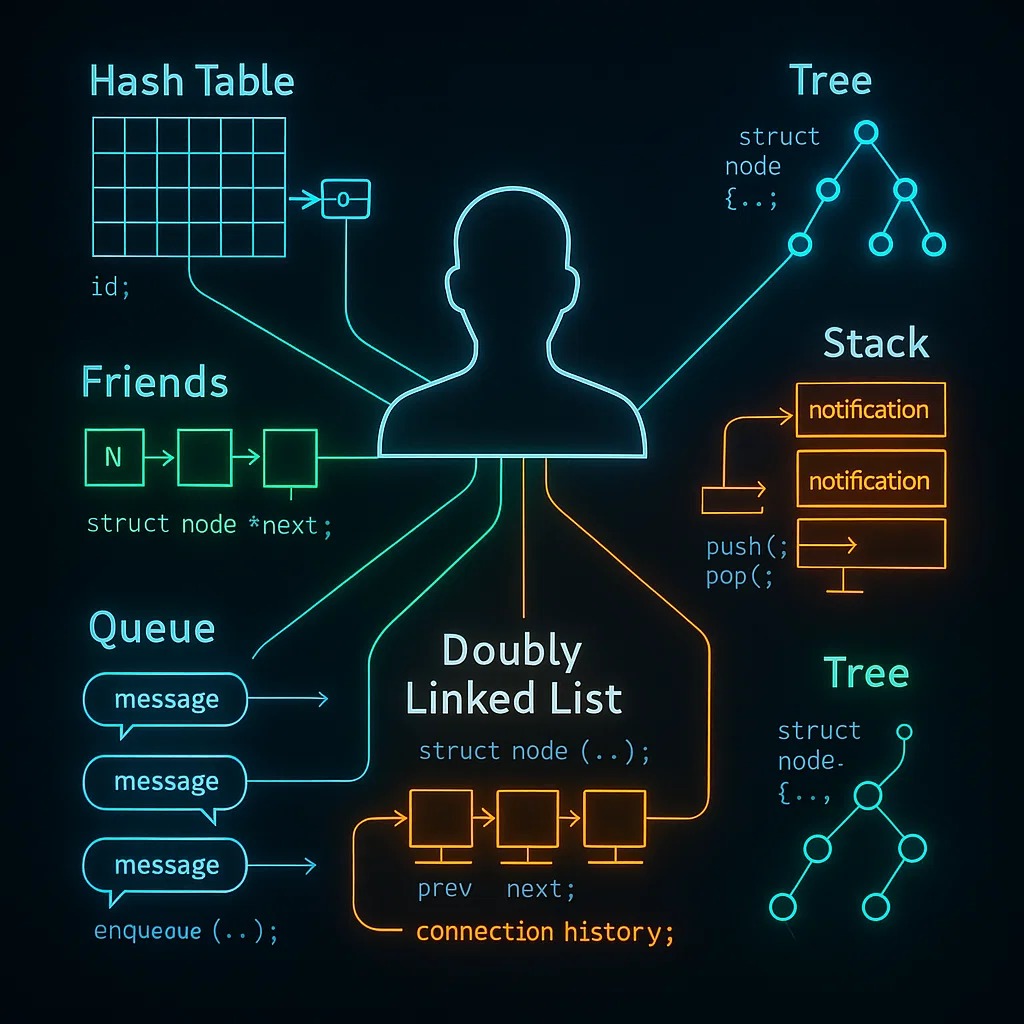 Hash Table
id;
Tree
struct
node
{..;
Friends
N
struct node *next;
Stack
notification
notification
push(;
pop(;
Queue
message
message
message
enqueoue (..);
Doubly
Linked List
struct node (..);
prev next;
connection history;
Tree
struct
node-
{..,